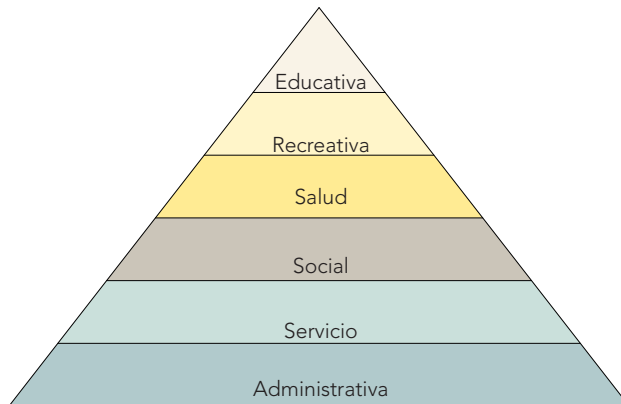 Educativa
Recreativa
Salud
Social
Servicio
Administrativa